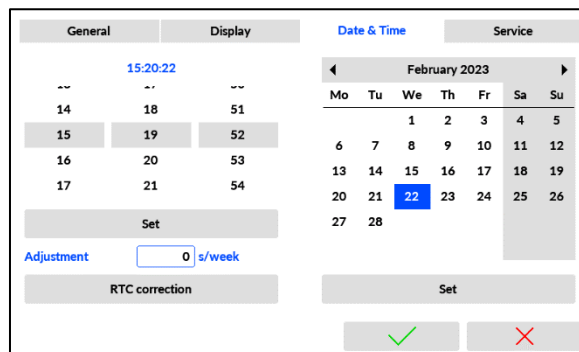 General Display Date & Time Service
15:20:22
14 18 51
15 19 52
16 20 53
17 21 54
Set
Adjustment 0 s/week
RTC correction
February 2023
Mo Tu We Th Fr Sa Su
1 2 3 4 5
6 7 8 9 10 11 12
13 14 15 16 17 18 19
20 21 22 23 24 25 26
27 28
Set